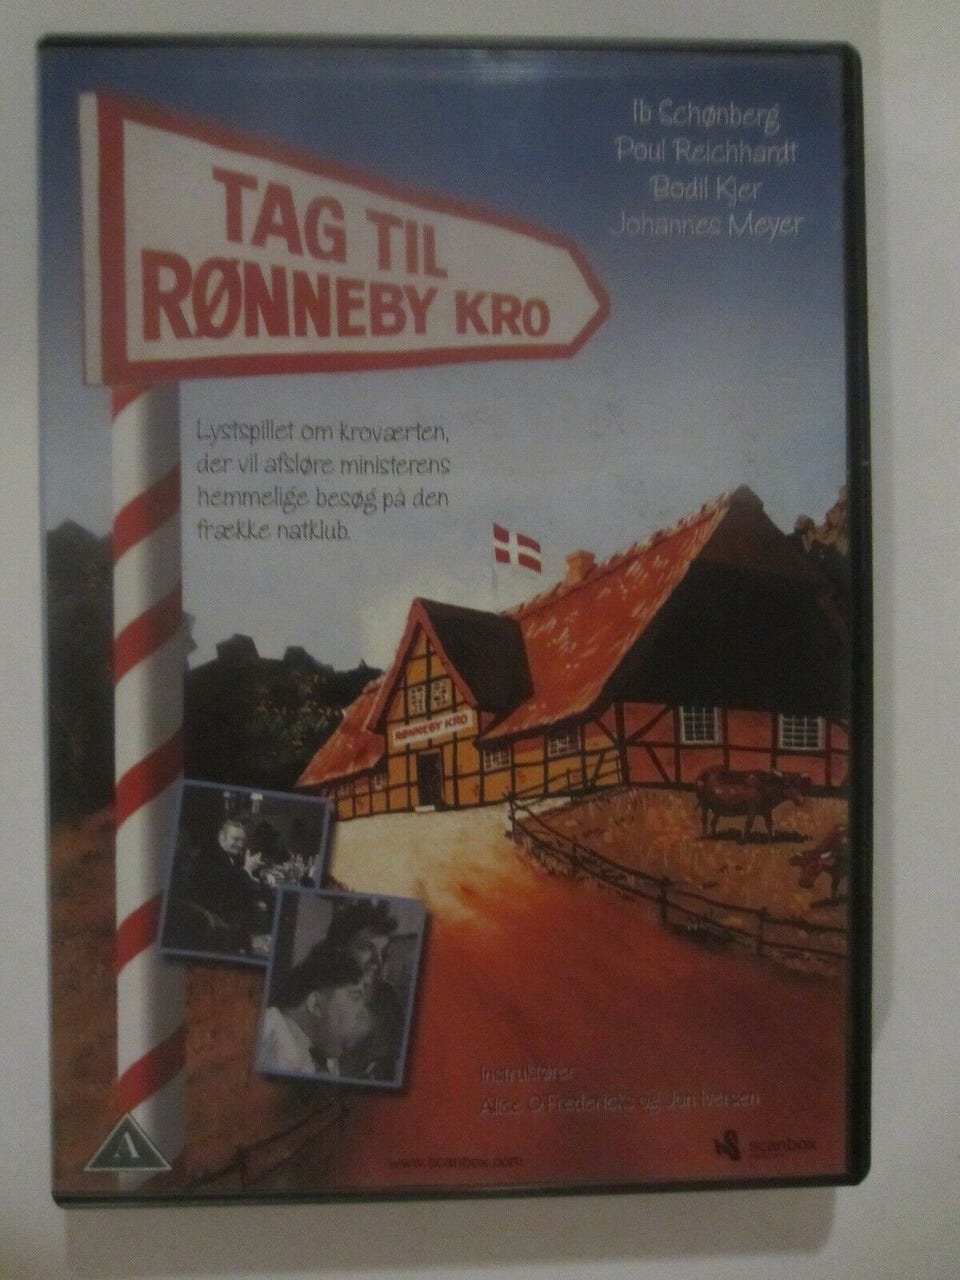 Ib Schønberg
Poul Reichhardt
Bodil Kjer
Johannes Meyer
TAG TIL
RØNNEBY KRO
Lystspillet om kroværten,
der vil afsløre ministerens
hemmelige besøg på den
frække natklub.
RØNNEBY KRO
Instruktører
Alice O'Fredericks og Jon Iversen
A
www.scanbox.com
scanbox